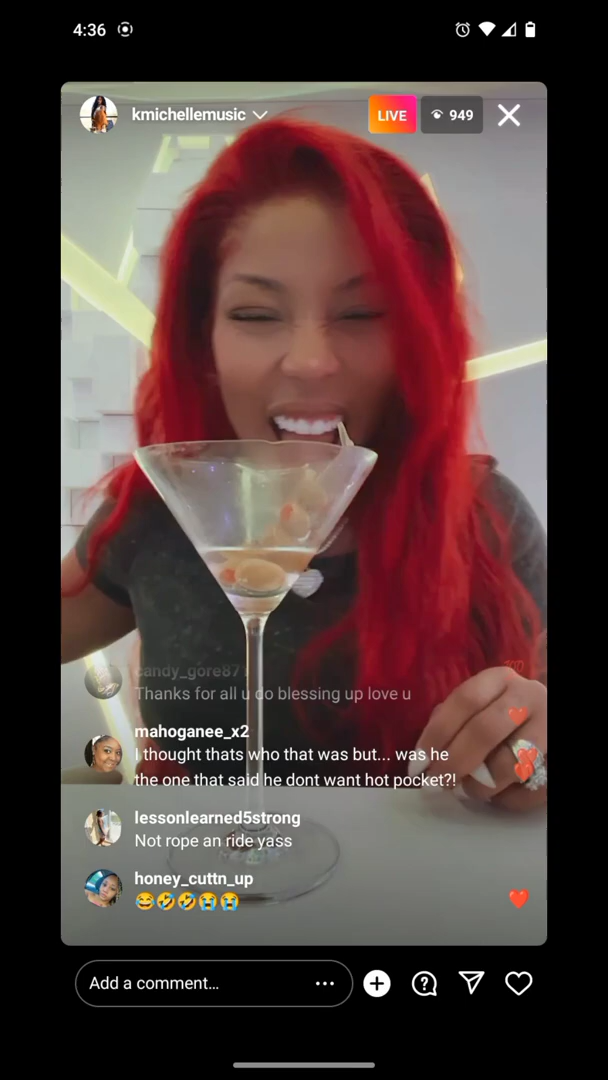 4:36
kmichellemusic
LIVE
949
candy_gore87
Thanks for all u do blessing up love u
mahoganee_x2
I thought thats who that was but... was he
the one that said he dont want hot pocket?!
lessonlearned5strong
Not rope an ride yass
honey_cuttn_up
😂🤣🤣😭😭
Add a comment...